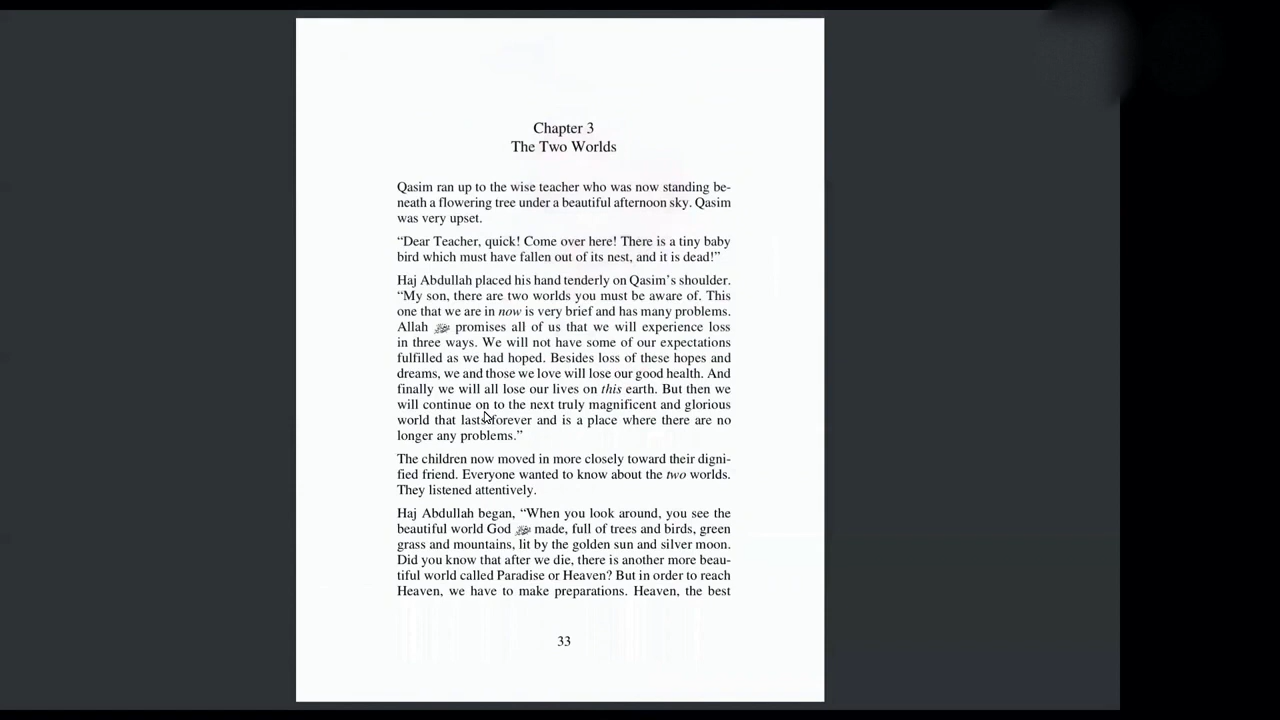 Chapter 3
The Two Worlds
Qasim ran up to the wise teacher who was now standing be-
neath a flowering tree under a beautiful afternoon sky. Qasim
was very upset.
“Dear Teacher, quick! Come over here! There is a tiny baby
bird which must have fallen out of its nest, and it is dead!”
Haj Abdullah placed his hand tenderly on Qasim’s shoulder.
“My son, there are two worlds you must be aware of. This
one that we are in now is very brief and has many problems.
Allah promises all of us that we will experience loss
in three ways. We will not have some of our expectations
fulfilled as we had hoped. Besides loss of these hopes and
dreams, we and those we love will lose our good health. And
finally we will all lose our lives on this earth. But then we
will continue on to the next truly magnificent and glorious
world that lasts forever and is a place where there are no
longer any problems.”
The children now moved in more closely toward their digni-
fied friend. Everyone wanted to know about the two worlds.
They listened attentively.
Haj Abdullah began, “When you look around, you see the
beautiful world God made, full of trees and birds, green
grass and mountains, lit by the golden sun and silver moon.
Did you know that after we die, there is another more beau-
tiful world called Paradise or Heaven? But in order to reach
Heaven, we have to make preparations. Heaven, the best
33